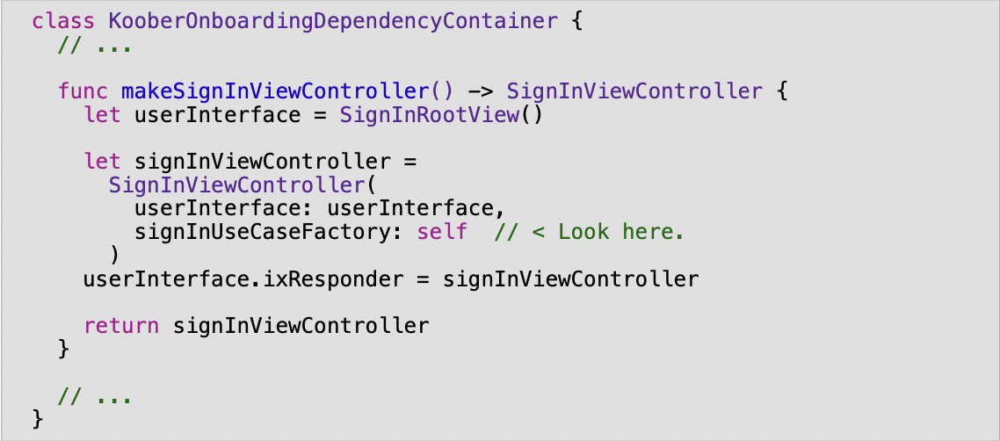 class KooberOnboardingDependencyContainer {
  // ...

  func makeSignInViewController() -> SignInViewController {
    let userInterface = SignInRootView()

    let signInViewController =
      SignInViewController(
        userInterface: userInterface,
        signInUseCaseFactory: self  // < Look here.
      )
    userInterface.ixResponder = signInViewController

    return signInViewController
  }

  // ...
}